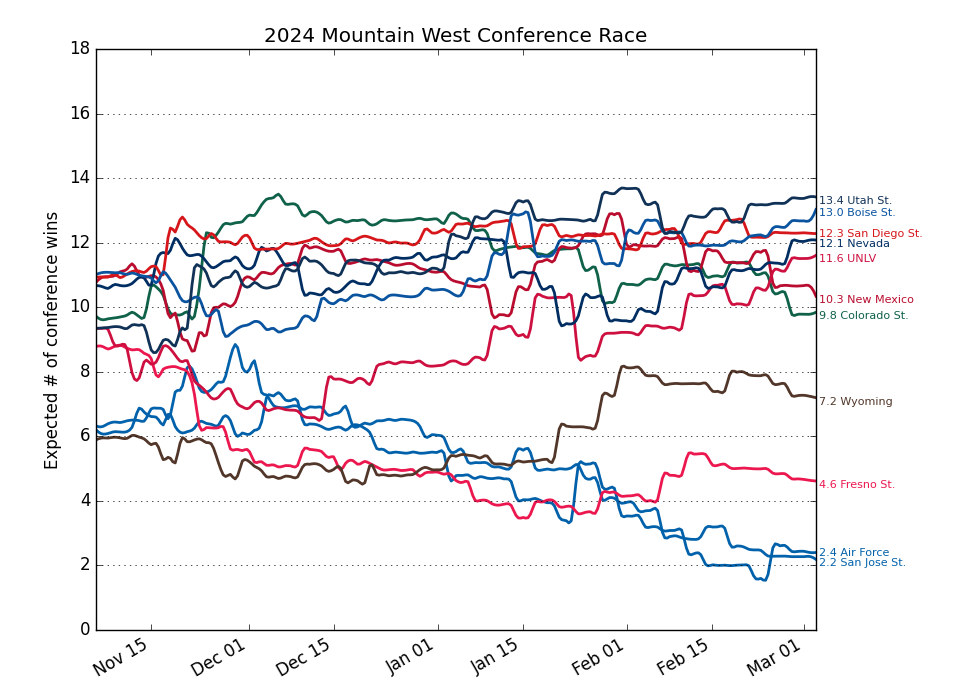 2024 Mountain West Conference Race
Expected # of conference wins
18
16
14
12
10
8
6
4
2
0
13.4 Utah St.
13.0 Boise St.
12.3 San Diego St.
12.1 Nevada
11.6 UNLV
10.3 New Mexico
9.8 Colorado St.
7.2 Wyoming
4.6 Fresno St.
2.4 Air Force
2.2 San Jose St.
Nov 15
Dec 01
Dec 15
Jan 01
Jan 15
Feb 01
Feb 15
Mar 01